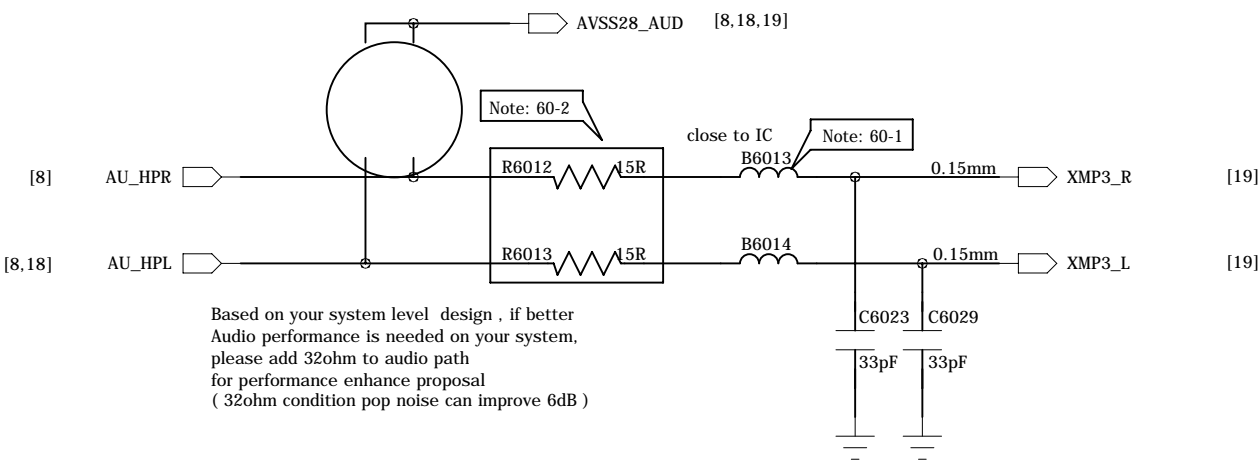 AVSS28_AUD [8,18,19]
Note: 60-2
close to IC Note: 60-1
[8] AU_HPR R6012 15R B6013 0.15mm XMP3_R [19]
[8,18] AU_HPL R6013 15R B6014 0.15mm XMP3_L [19]
Based on your system level design , if better
Audio performance is needed on your system,
please add 32ohm to audio path
for performance enhance proposal
( 32ohm condition pop noise can improve 6dB )
C6023 C6029
33pF 33pF